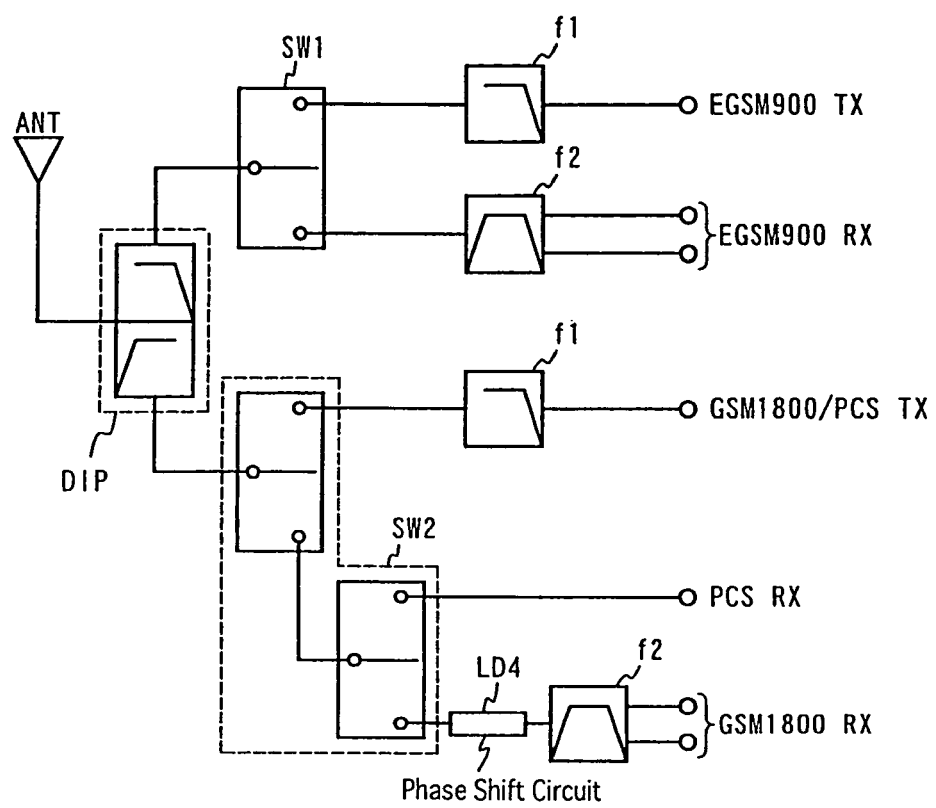 f1
SW1
EGSM900 TX
ANT
f2
EGSM900 RX
f1
GSM1800/PCS TX
DIP
SW2
PCS RX
f2
LD4
GSM1800 RX
Phase Shift Circuit